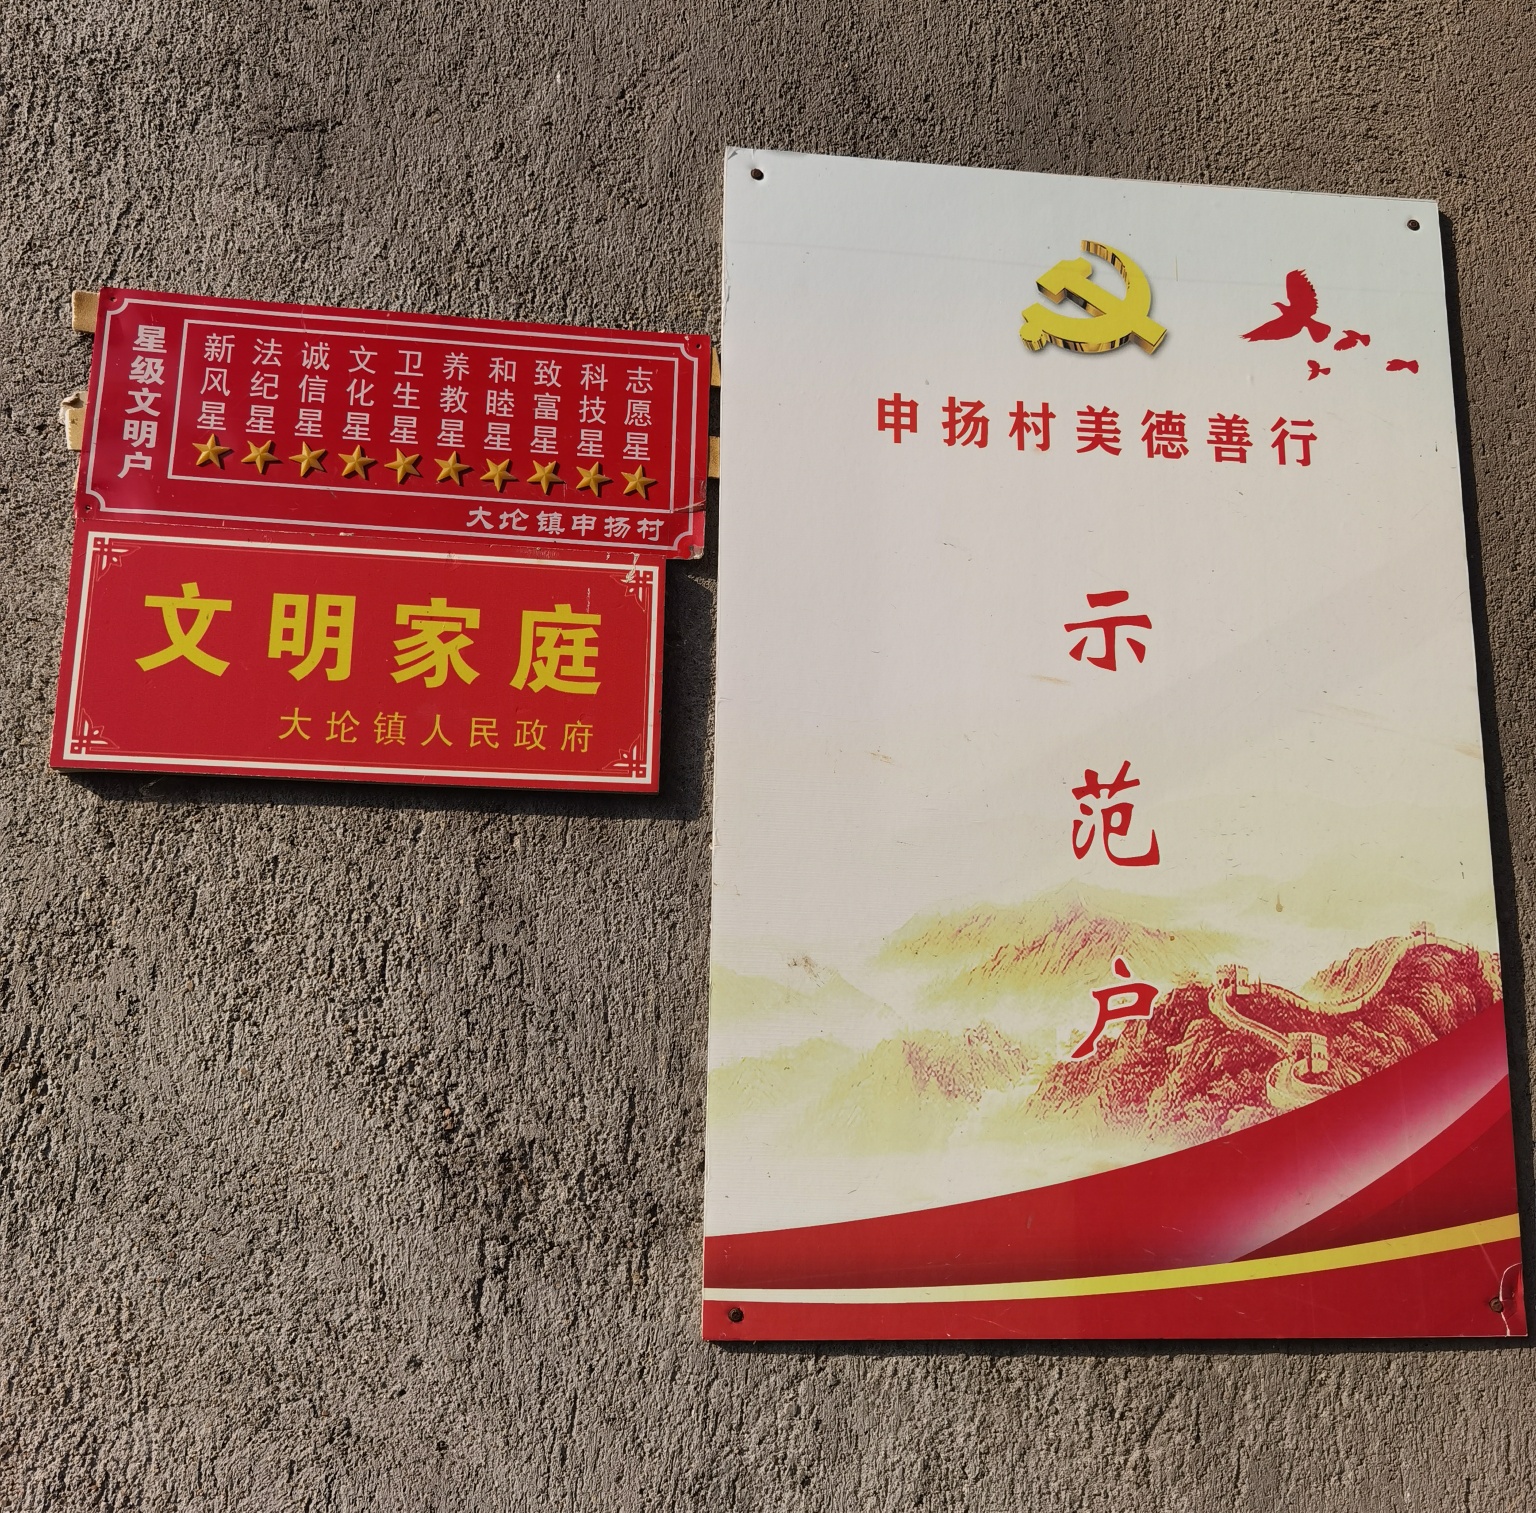 星级文明户
新风星
法纪星
诚信星
文化星
卫生星
养教星
和睦星
致富星
科技星
志愿星
大坨镇申扬村
文明家庭
大坨镇人民政府
申扬村美德善行
示
范
户